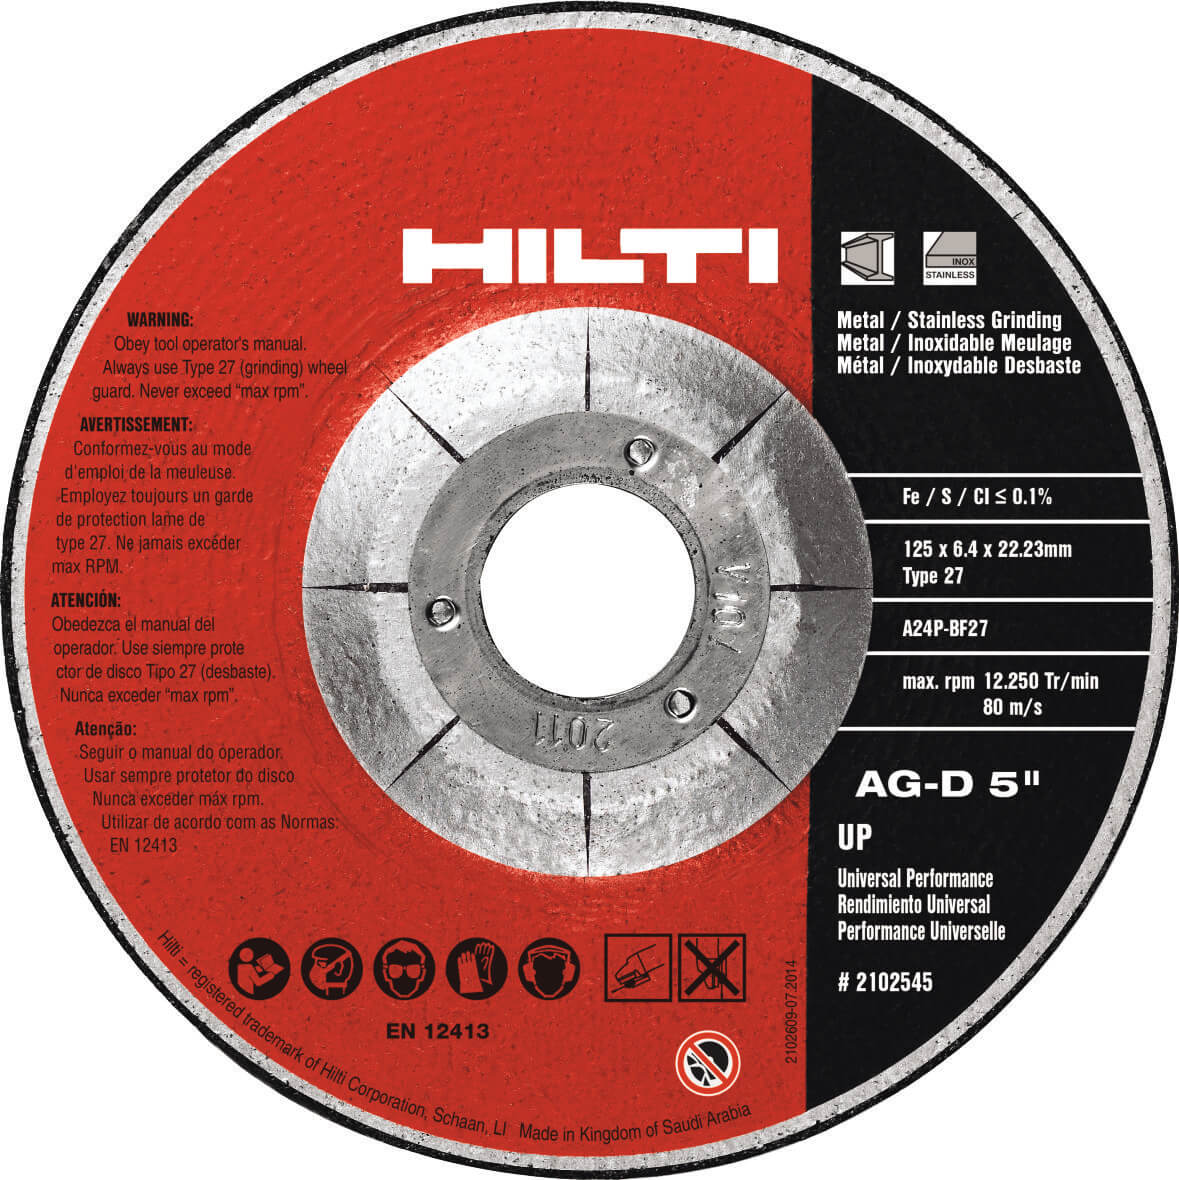 HILTI
WARNING:
Obey tool operator's manual.
Always use Type 27 (grinding) wheel
guard. Never exceed “max rpm”.
AVERTISSEMENT:
Conformez-vous au mode
d'emploi de la meuleuse.
Employez toujours un garde
de protection lame de
type 27. Ne jamais excéder
max RPM.
ATENCIÓN:
Obedezca el manual del
operador. Use siempre prote
ctor de disco Tipo 27 (desbaste).
Nunca exceder “max rpm”.
Atenção:
Seguir o manual do operador.
Usar sempre protetor do disco
Nunca exceder máx rpm.
Utilizar de acordo com as Normas:
EN 12413
INOX
STAINLESS
Metal / Stainless Grinding
Metal / Inoxidable Meulage
Métal / Inoxydable Desbaste
Fe / S / Cl ≤ 0.1%
125 x 6.4 x 22.23mm
Type 27
A24P-BF27
max. rpm 12.250 Tr/min
80 m/s
AG-D 5"
UP
Universal Performance
Rendimiento Universal
Performance Universelle
# 2102545
V107
2011
EN 12413
2102609-07.2014
Hilti = registered trademark of Hilti Corporation, Schaan, LI Made in Kingdom of Saudi Arabia